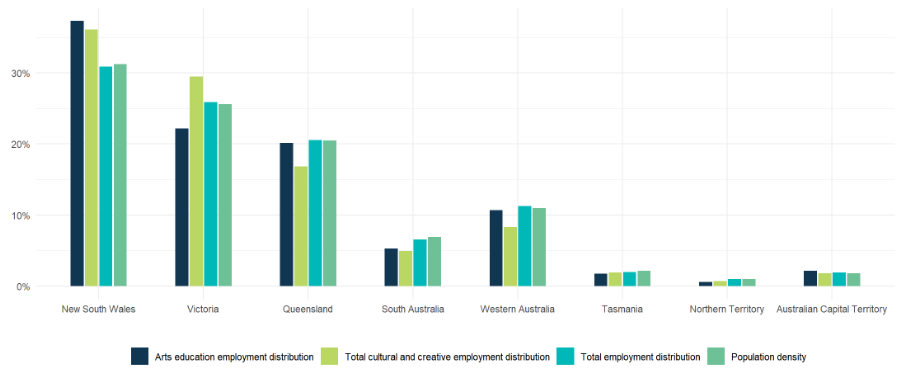 30%
20%
10%
0%
New South Wales Victoria Queensland South Australia Western Australia Tasmania Northern Territory Australian Capital Territory
Arts education employment distribution Total cultural and creative employment distribution Total employment distribution Population density